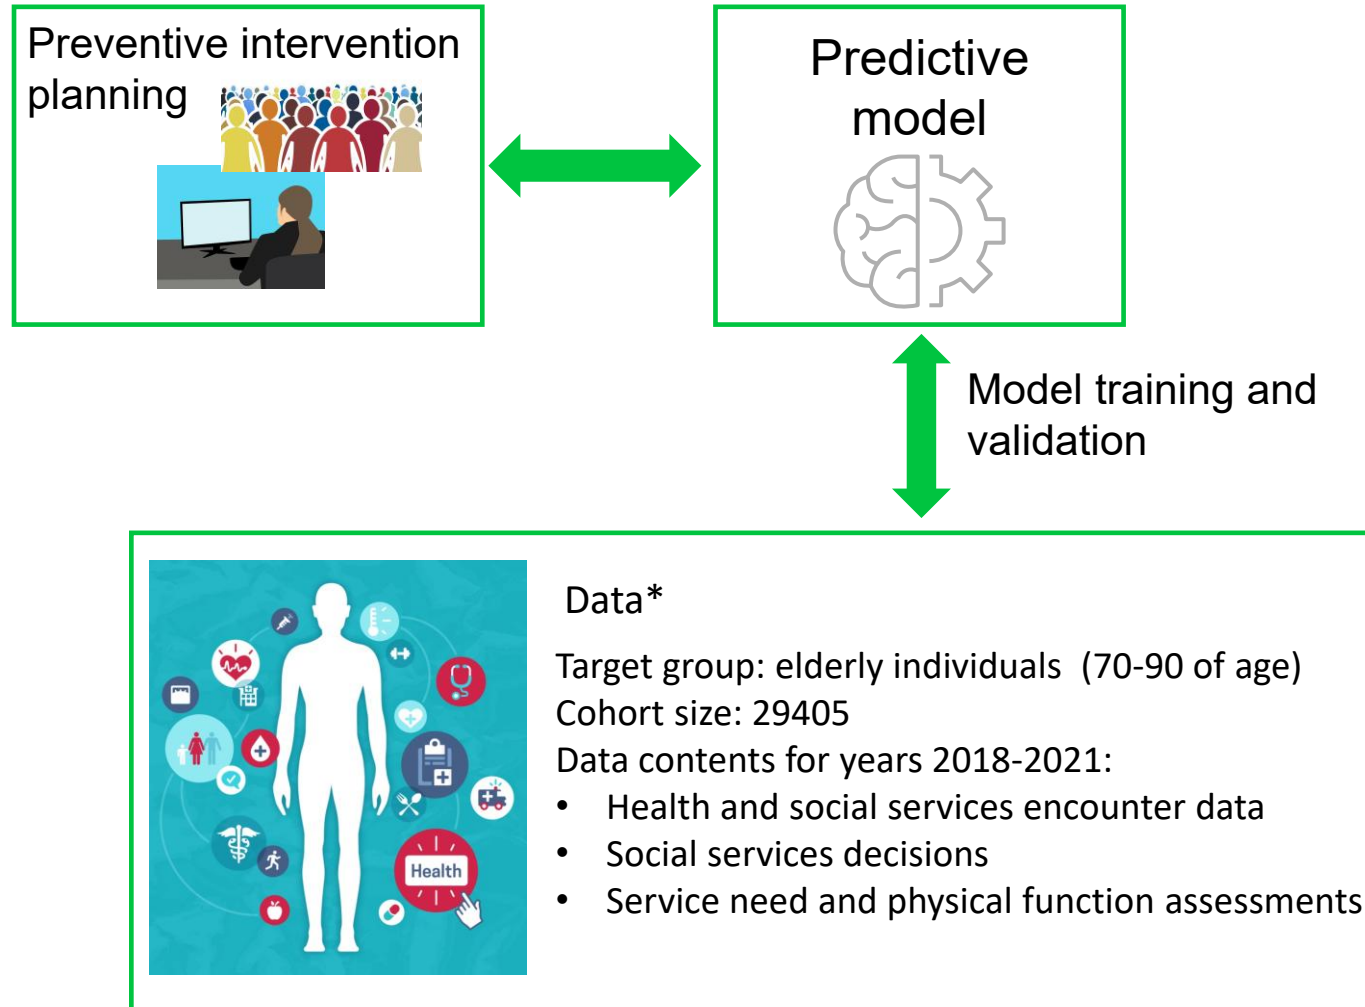 Preventive intervention
planning
Predictive
model
Model training and
validation
Data*
Target group: elderly individuals  (70-90 of age)
Cohort size: 29405
Data contents for years 2018-2021:
• Health and social services encounter data
• Social services decisions
• Service need and physical function assessments
Health